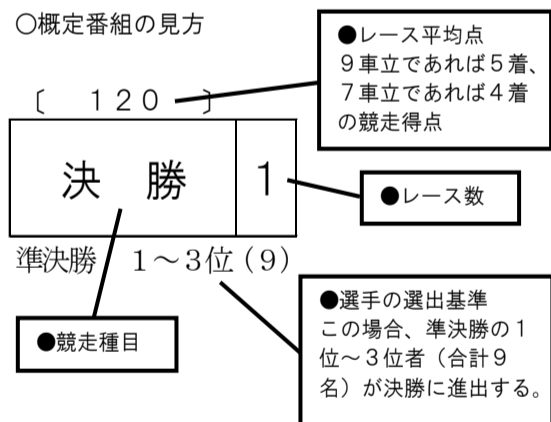 ○概定番組の見方
●レース平均点
９車立であれば５着、
７車立であれば４着
の競走得点
〔　１２０　〕
決　勝
１
●レース数
準決勝　１～３位（９）
●競走種目
●選手の選出基準
この場合、準決勝の１
位～３位者（合計９
名）が決勝に進出する。